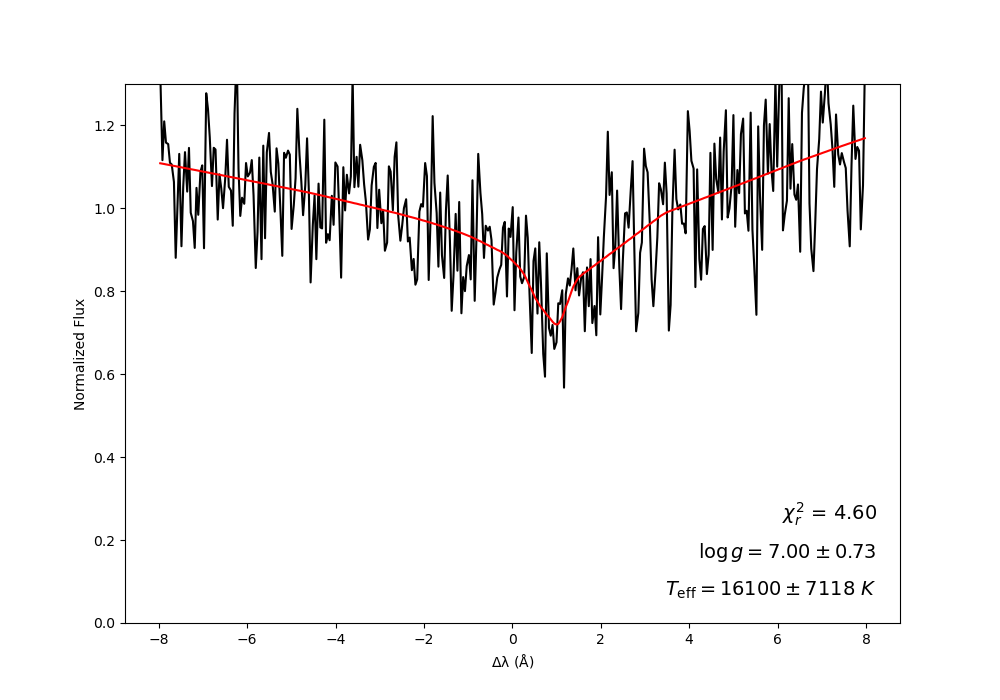 1.2
1.0
0.8
0.6
0.4
0.2
0.0
Normalized Flux
χ²ᵣ = 4.60
log g = 7.00 ± 0.73
T_eff = 16100 ± 7118 K
−8 −6 −4 −2 0 2 4 6 8
Δλ (Å)